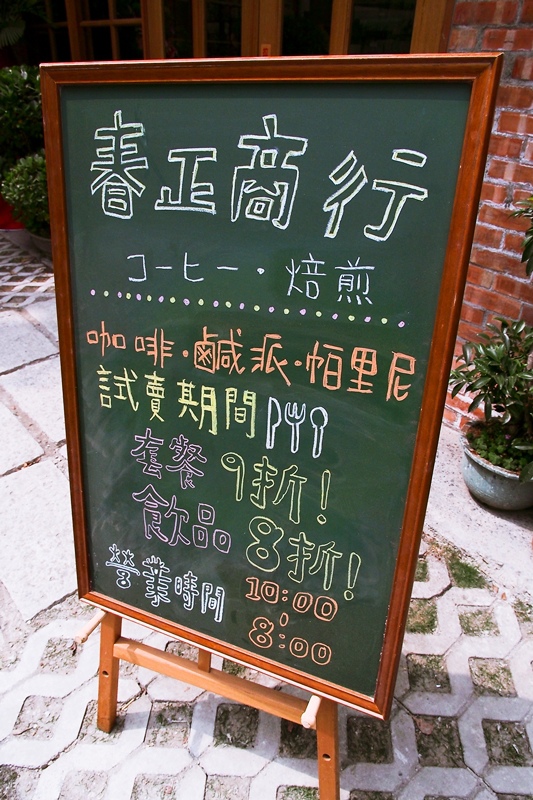 春正商行
コーヒー・焙煎
咖啡・鹹派・帕里尼
試賣期間
套餐 9折!
飲品 8折!
營業時間 10:00
8:00